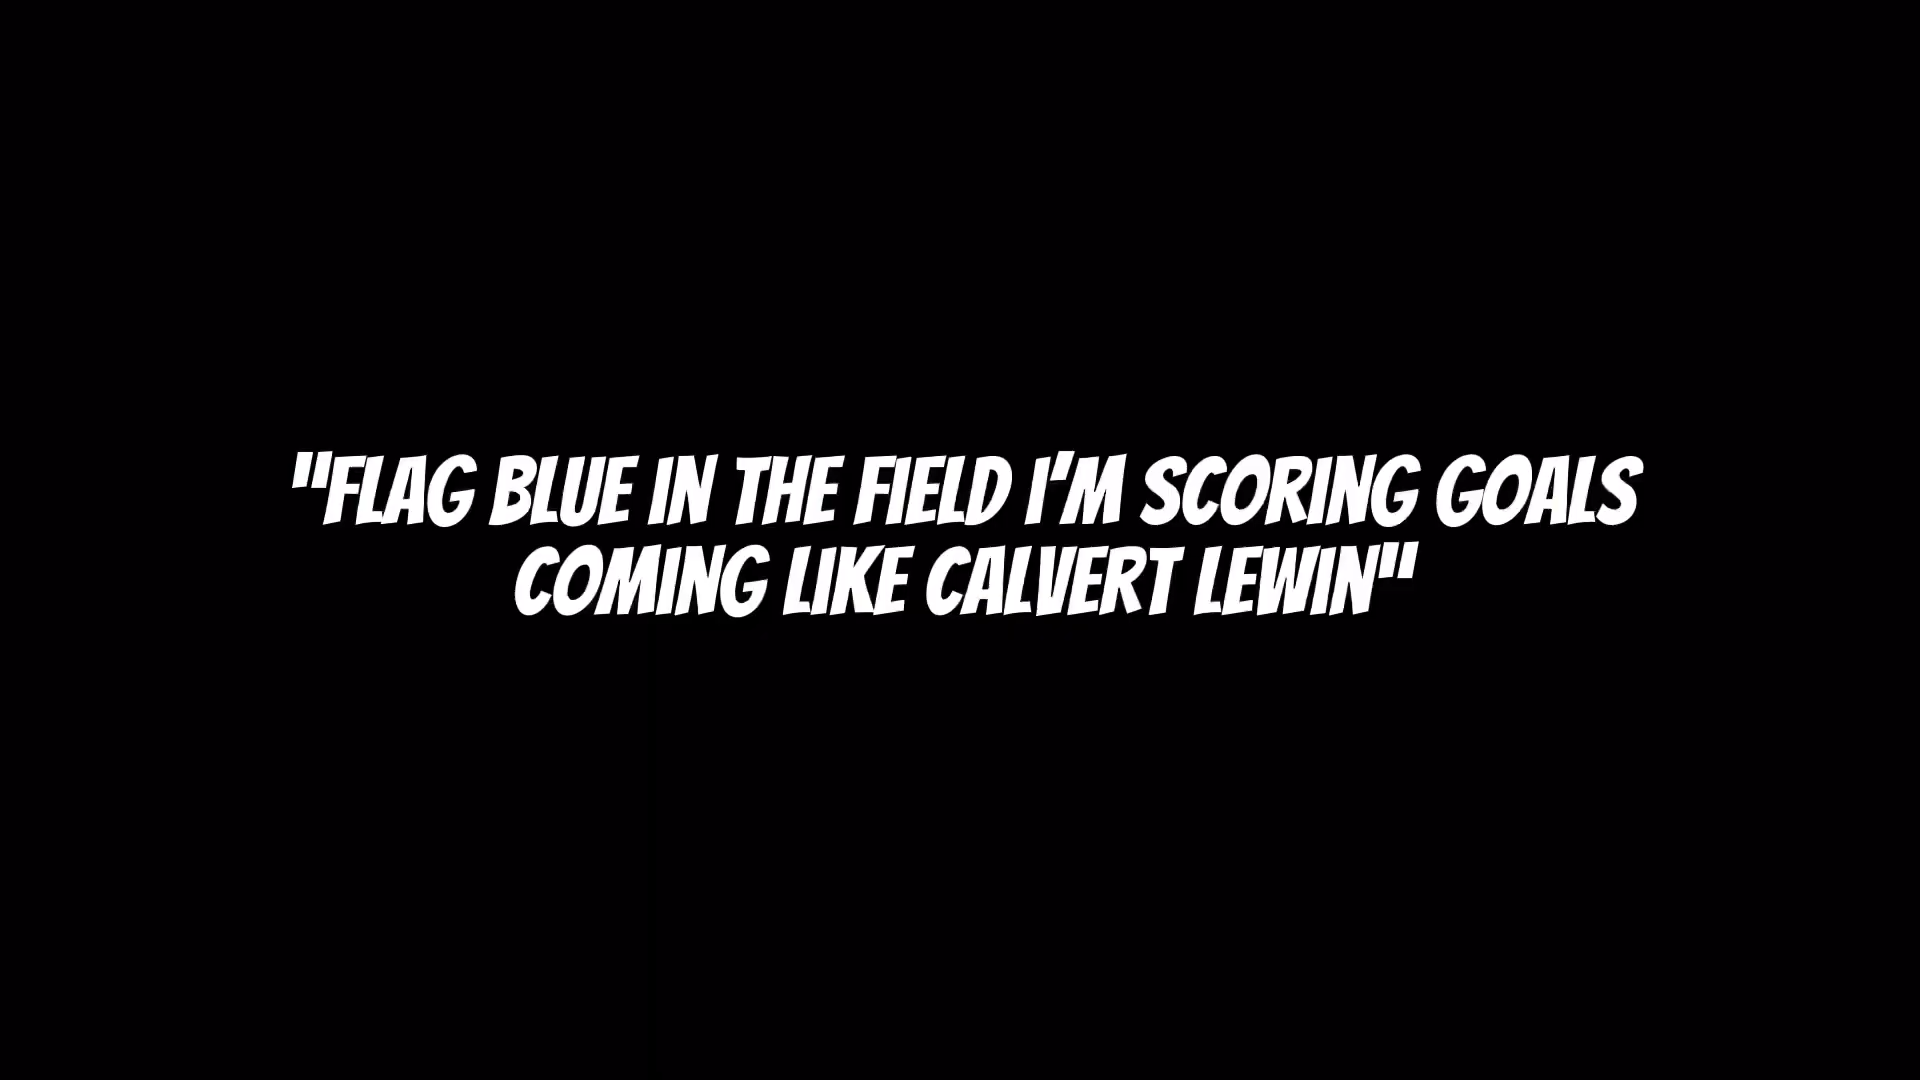 "FLAG BLUE IN THE FIELD I'M SCORING GOALS
COMING LIKE CALVERT LEWIN"